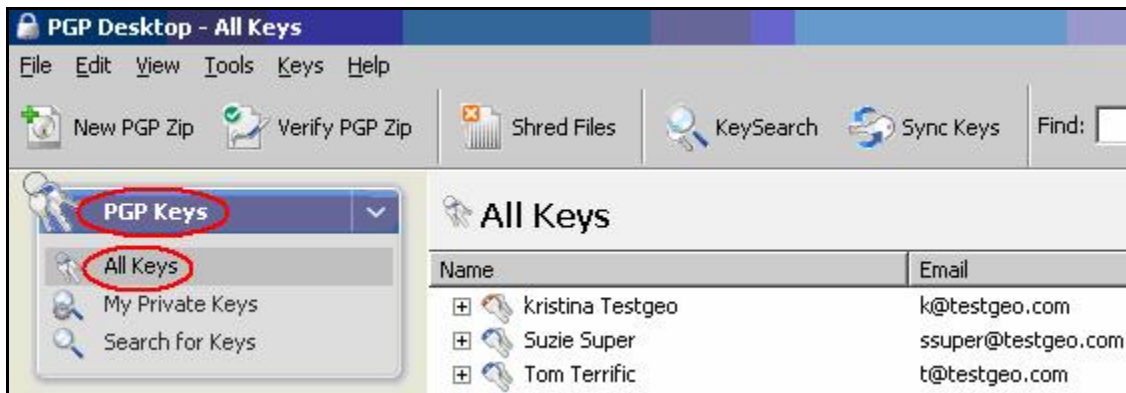 PGP Desktop - All Keys
File Edit View Tools Keys Help
New PGP Zip Verify PGP Zip Shred Files KeySearch Sync Keys Find:
PGP Keys
All Keys
My Private Keys
Search for Keys
All Keys
Name Email
kristina Testgeo k@testgeo.com
Suzie Super ssuper@testgeo.com
Tom Terrific t@testgeo.com